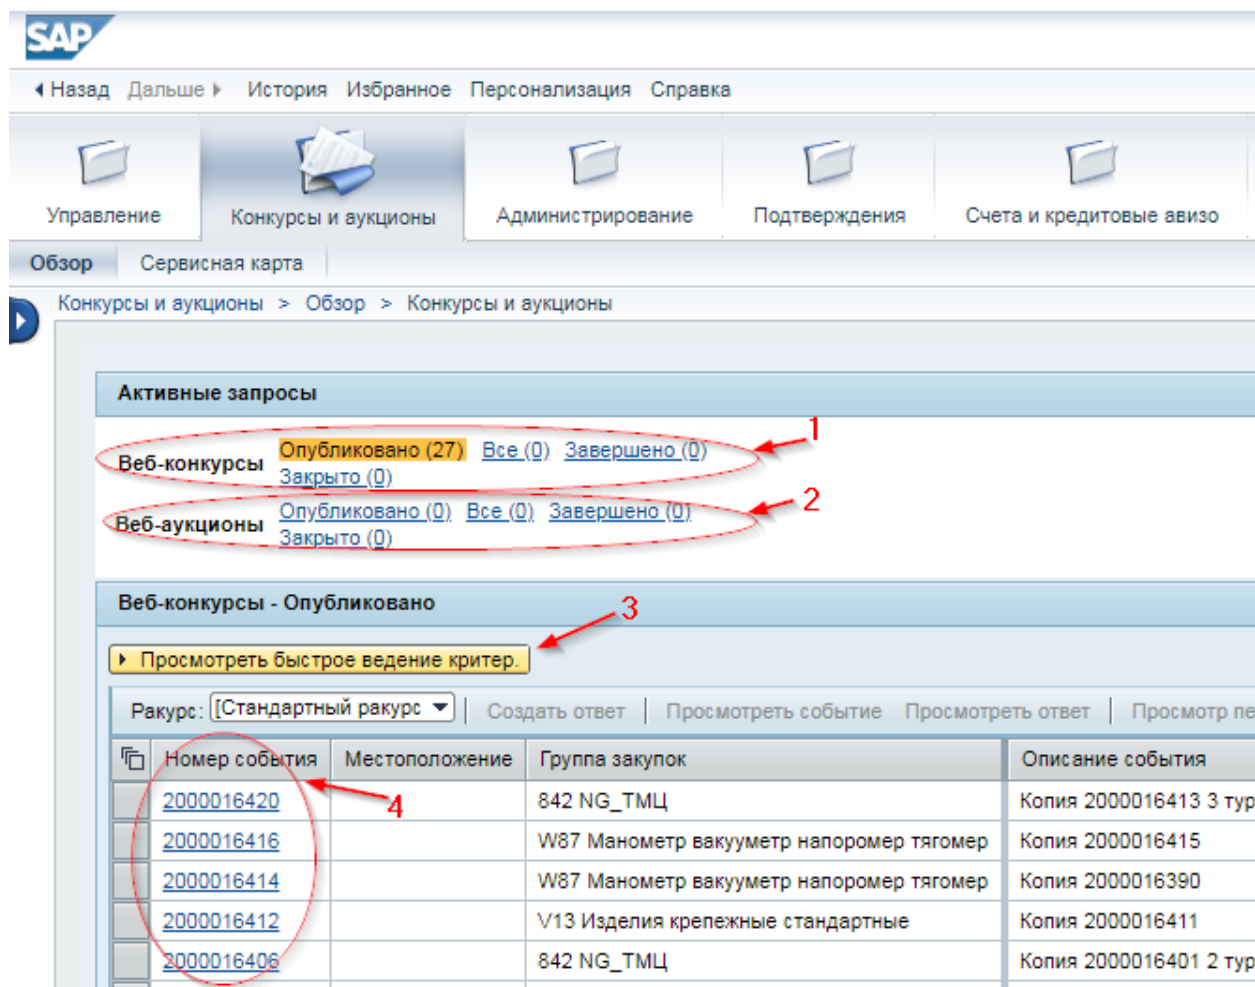 SAP
Назад Дальше История Избранное Персонализация Справка
Управление Конкурсы и аукционы Администрирование Подтверждения Счета и кредитовые авизо
Обзор Сервисная карта
Конкурсы и аукционы > Обзор > Конкурсы и аукционы
Активные запросы
1
Веб-конкурсы Опубликовано (27) Все (0) Завершено (0)
Закрыто (0)
2
Веб-аукционы Опубликовано (0) Все (0) Завершено (0)
Закрыто (0)
Веб-конкурсы - Опубликовано
3
Просмотреть быстрое ведение критер.
Ракурс: [Стандартный ракурс Создать ответ Просмотреть событие Просмотреть ответ Просмотр пе
Номер события Местоположение Группа закупок Описание события
4
2000016420 842 NG_ТМЦ Копия 2000016413 3 тур
2000016416 W87 Манометр вакууметр напоромер тягомер Копия 2000016415
2000016414 W87 Манометр вакууметр напоромер тягомер Копия 2000016390
2000016412 V13 Изделия крепежные стандартные Копия 2000016411
2000016406 842 NG_ТМЦ Копия 2000016401 2 тур